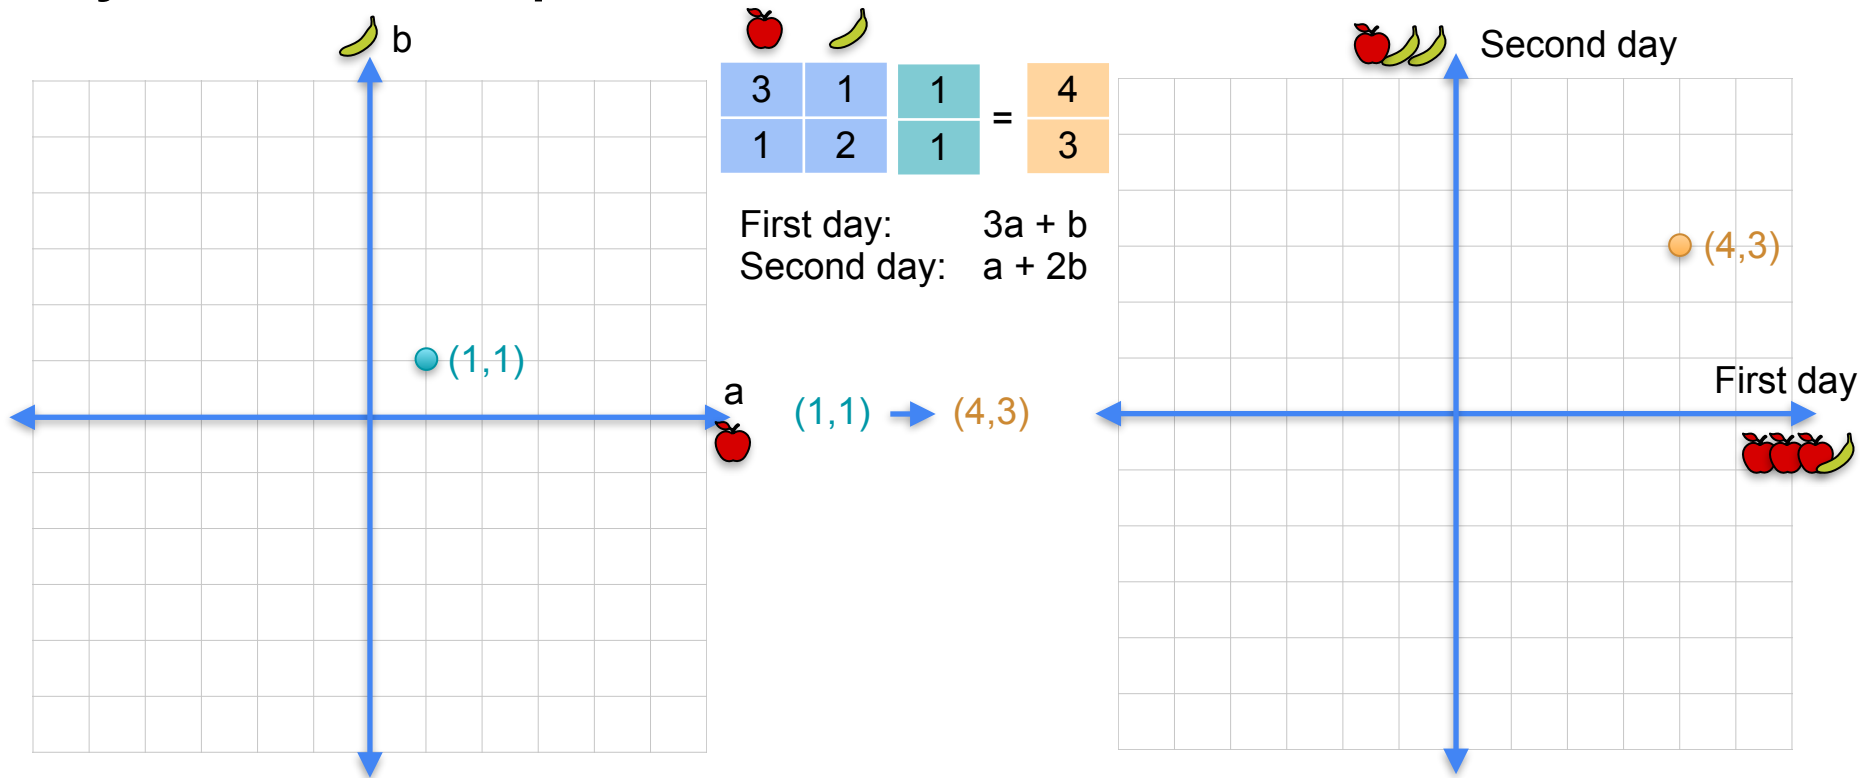 b
3 1 1 = 4
1 2 1 3
First day: 3a + b
Second day: a + 2b
(1,1)
a
(1,1) (4,3)
Second day
(4,3)
First day